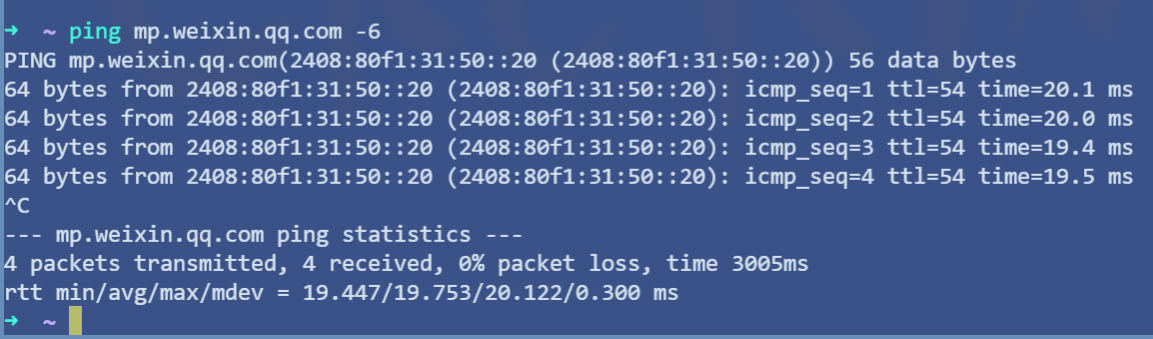 → ~ ping mp.weixin.qq.com -6
PING mp.weixin.qq.com(2408:80f1:31:50::20 (2408:80f1:31:50::20)) 56 data bytes
64 bytes from 2408:80f1:31:50::20 (2408:80f1:31:50::20): icmp_seq=1 ttl=54 time=20.1 ms
64 bytes from 2408:80f1:31:50::20 (2408:80f1:31:50::20): icmp_seq=2 ttl=54 time=20.0 ms
64 bytes from 2408:80f1:31:50::20 (2408:80f1:31:50::20): icmp_seq=3 ttl=54 time=19.4 ms
64 bytes from 2408:80f1:31:50::20 (2408:80f1:31:50::20): icmp_seq=4 ttl=54 time=19.5 ms
^C
--- mp.weixin.qq.com ping statistics ---
4 packets transmitted, 4 received, 0% packet loss, time 3005ms
rtt min/avg/max/mdev = 19.447/19.753/20.122/0.300 ms
→ ~